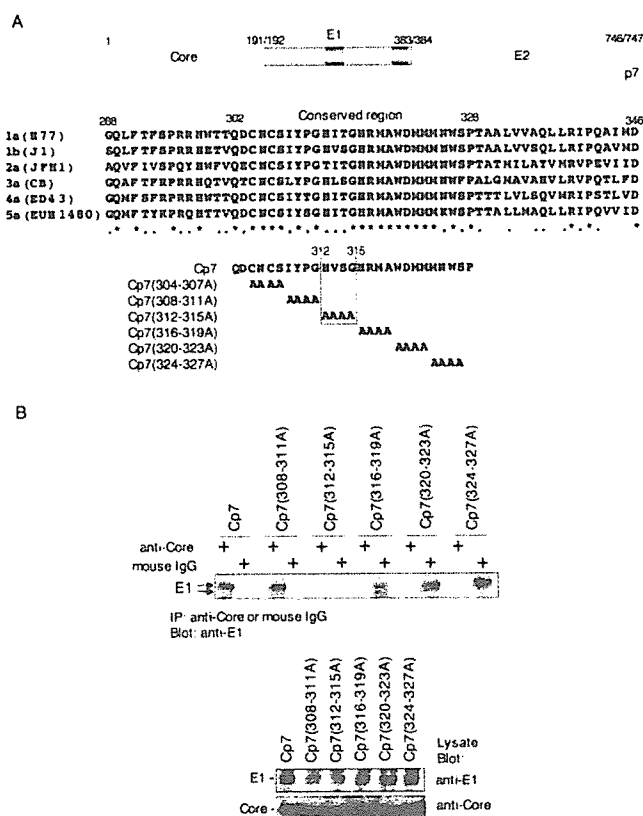 A
1 191/192 E1 383/384 746/747
Core E2
p7
288 302 Conserved region 328 346
1a (H77) GQLFTFSPRRHWTTQDCNCSIYPGHITGHRMAWDMMMNWSPTAALVVAQLLRIPQAIMD
1b (J1)
2a (JFH1)
3a (CB)
4a (ED43)
5a (EUH1480)
312 315
Cp7 QDCNCSIYPGHVSGHRMAWDMMMNWSP
Cp7(304-307A) AAAA
Cp7(308-311A) AAAA
Cp7(312-315A) AAAA
Cp7(316-319A) AAAA
Cp7(320-323A) AAAA
Cp7(324-327A) AAAA
B
Cp7 Cp7(308-311A) Cp7(312-315A) Cp7(316-319A) Cp7(320-323A) Cp7(324-327A)
anti-Core + + + + + +
mouse IgG + + + + + +
E1
IP: anti-Core or mouse IgG
Blot: anti-E1
Cp7 Cp7(308-311A) Cp7(312-315A) Cp7(316-319A) Cp7(320-323A) Cp7(324-327A)
Lysate
Blot:
E1 - anti-E1
Core - anti-Core